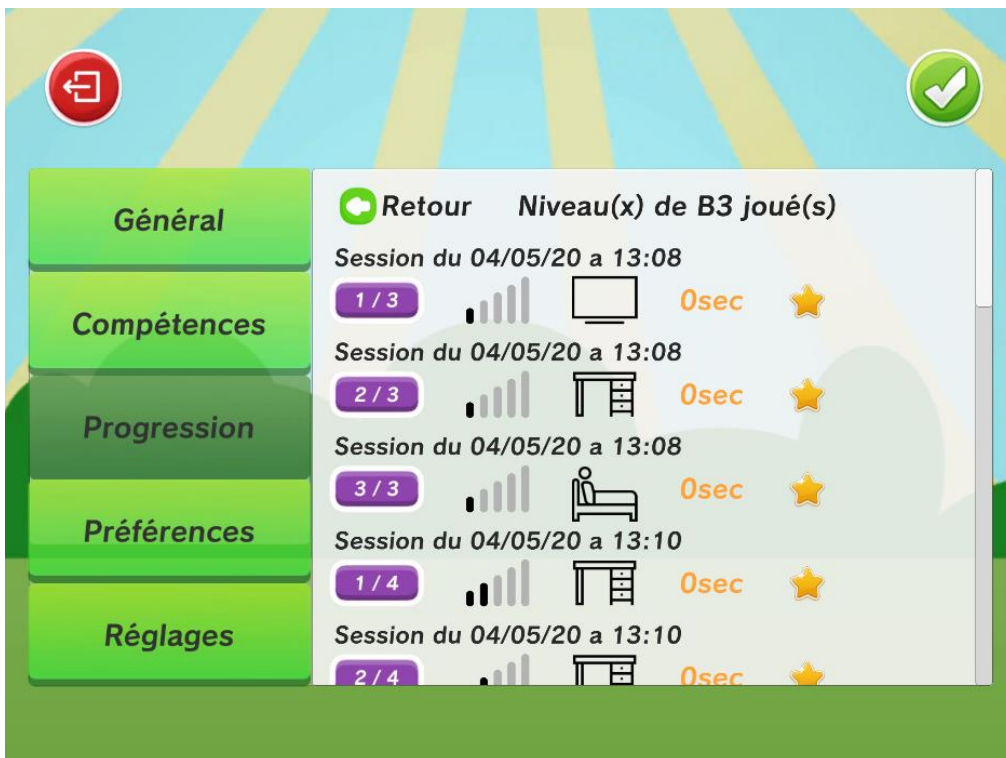 Général
Compétences
Progression
Préférences
Réglages
Retour Niveau(x) de B3 joué(s)
Session du 04/05/20 a 13:08
1 / 3 0sec
Session du 04/05/20 a 13:08
2 / 3 0sec
Session du 04/05/20 a 13:08
3 / 3 0sec
Session du 04/05/20 a 13:10
1 / 4 0sec
Session du 04/05/20 a 13:10
2 / 4 0sec